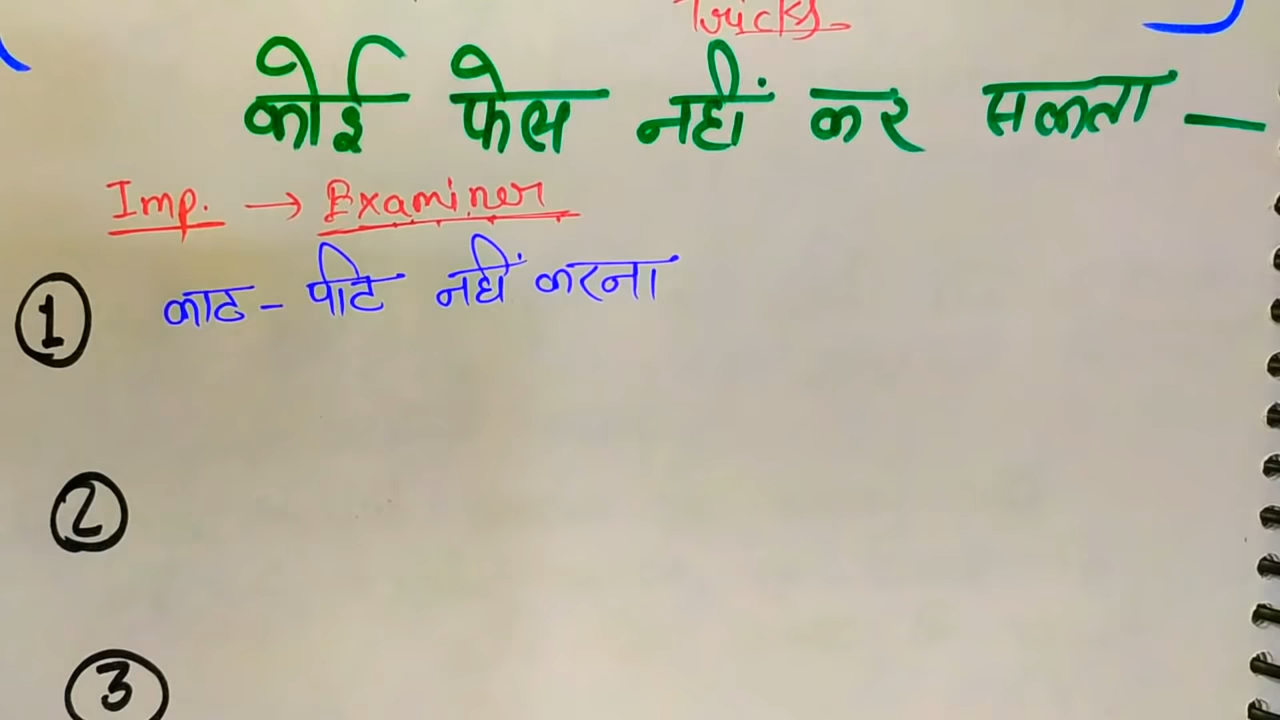 Tricks
कोई फेल नहीं कर सकता —
Imp. → Examiner
1 काट - पीट नहीं करना
2
3